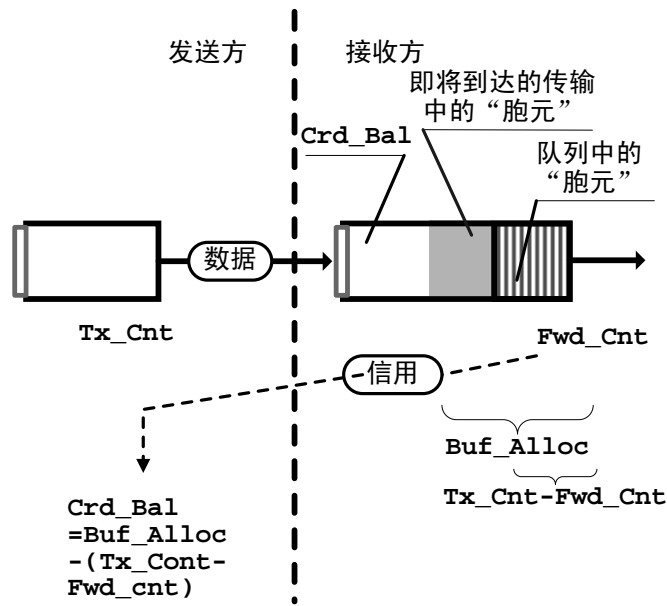 发送方
接收方
即将到达的传输
中的“胞元”
Crd_Bal
队列中的
“胞元”
数据
Tx_Cnt
Fwd_Cnt
信用
Buf_Alloc
Tx_Cnt-Fwd_Cnt
Crd_Bal
=Buf_Alloc
-(Tx_Cont-
Fwd_cnt)